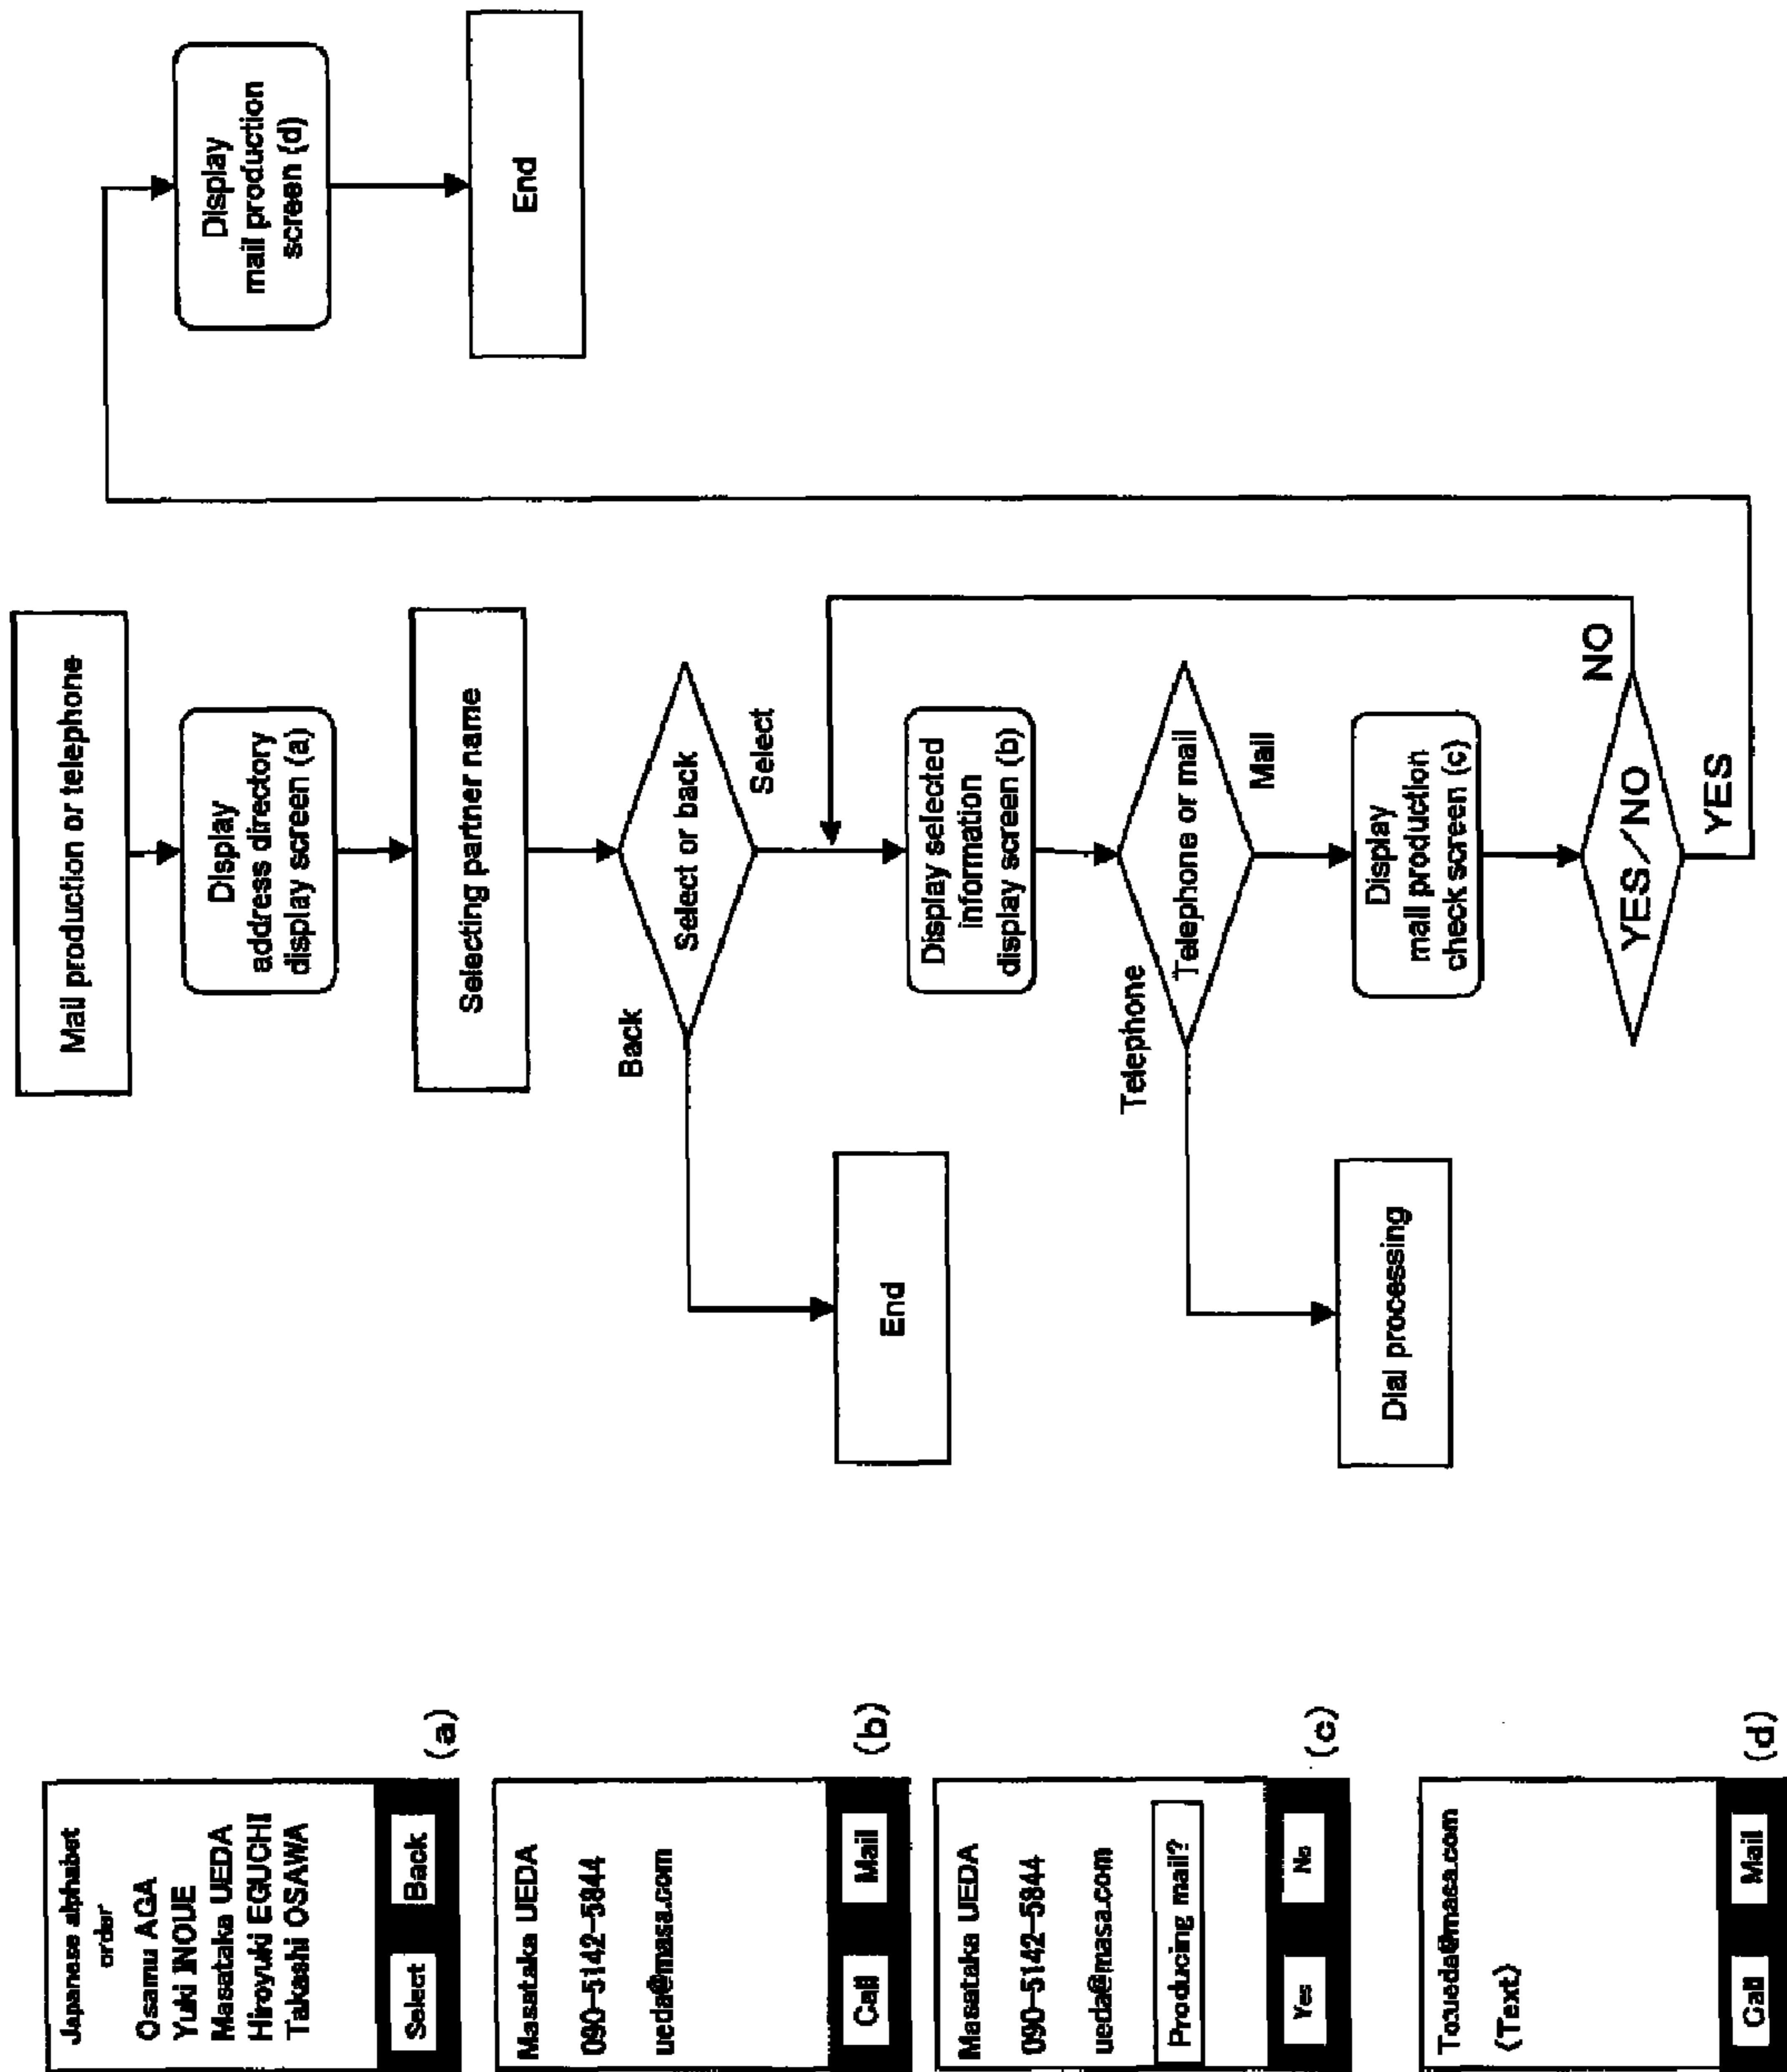 Japanese alphabet
order
Osamu AGA
Yuki INOUE
Masataka UEDA
Hiroyuki EGUCHI
Takashi OSAWA
Select
Back
(a)
Masataka UEDA
090-5142-5844
ueda@masa.com
Call
Mail
(b)
Masataka UEDA
090-5142-5844
ueda@masa.com
Producing mail?
Yes
No
(c)
To:ueda@masa.com
(Text)
Call
Mail
(d)
Mail production or telephone
Display
address directory
display screen (a)
Selecting partner name
Select or back
Back
Select
End
Display selected
information
display screen (b)
Telephone or mail
Telephone
Mail
Dial processing
Display
mail production
check screen (c)
YES/NO
NO
YES
Display
mail production
screen (d)
End